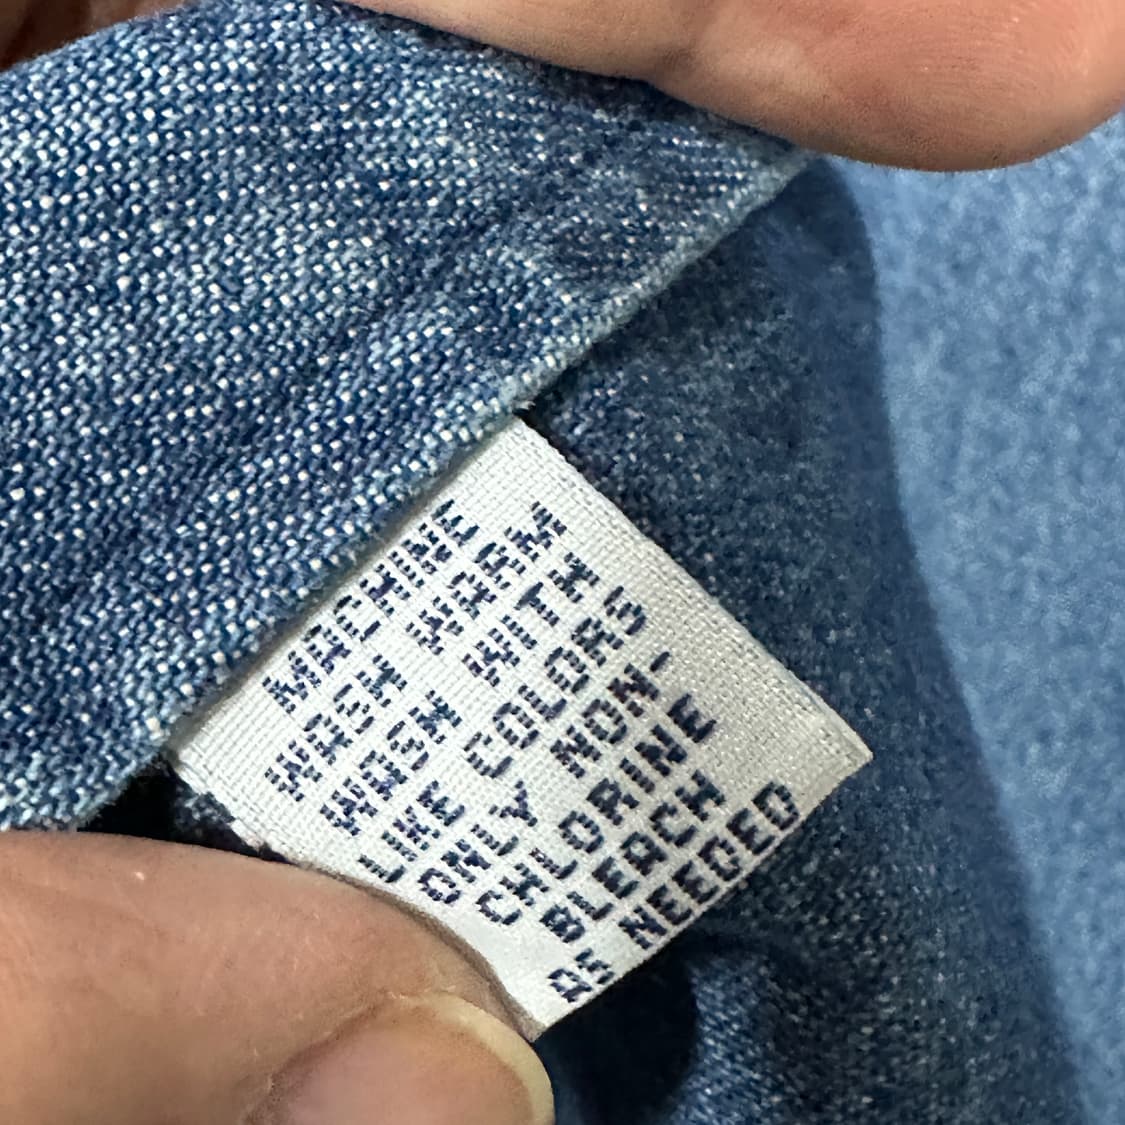 MACHINE
WASH WARM
WASH WITH
LIKE COLORS
ONLY NON-
CHLORINE
BLEACH
AS NEEDED